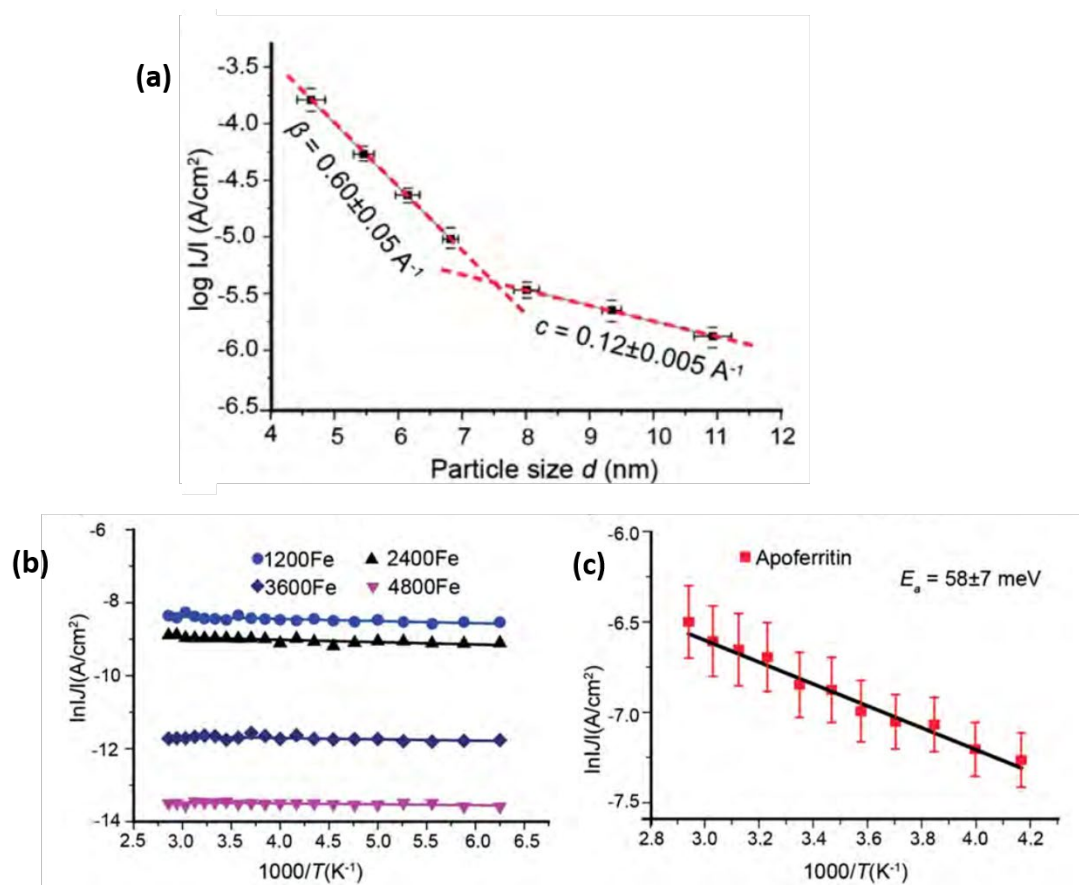 (a)
-3.5
-4.0
-4.5
-5.0
-5.5
-6.0
-6.5
log IJI (A/cm²)
β = 0.60±0.05 A⁻¹
c = 0.12±0.005 A⁻¹
4 5 6 7 8 9 10 11 12
Particle size d (nm)
(b)
-6
-8
-9
-11
-12
-14
lnIJI(A/cm²)
1200Fe 2400Fe
3600Fe 4800Fe
2.5 3.0 3.5 4.0 4.5 5.0 5.5 6.0 6.5
1000/T(K⁻¹)
(c)
-6.0
-6.5
-7.0
-7.5
lnIJI(A/cm²)
Apoferritin
Eₐ = 58±7 meV
2.8 3.0 3.2 3.4 3.6 3.8 4.0 4.2
1000/T(K⁻¹)